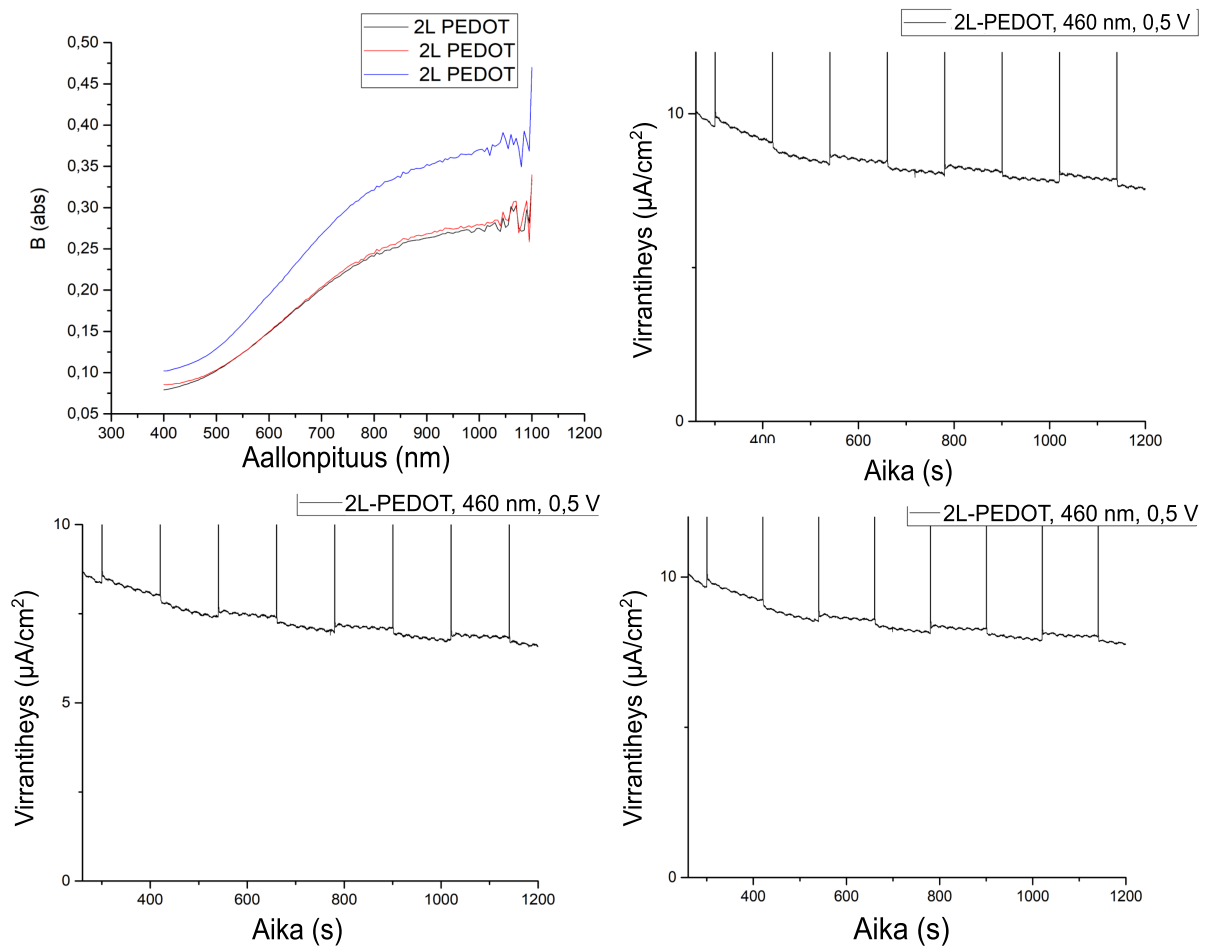 2L PEDOT
2L PEDOT
2L PEDOT
0,50
0,45
0,40
0,35
0,30
0,25
0,20
0,15
0,10
0,05
B (abs)
300 400 500 600 700 800 900 1000 1100 1200
Aallonpituus (nm)
2L-PEDOT, 460 nm, 0,5 V
10
0
Virrantiheys (µA/cm²)
400 600 800 1000 1200
Aika (s)
2L-PEDOT, 460 nm, 0,5 V
10
5
0
Virrantiheys (µA/cm²)
400 600 800 1000 1200
Aika (s)
2L-PEDOT, 460 nm, 0,5 V
10
0
Virrantiheys (µA/cm²)
400 600 800 1000 1200
Aika (s)